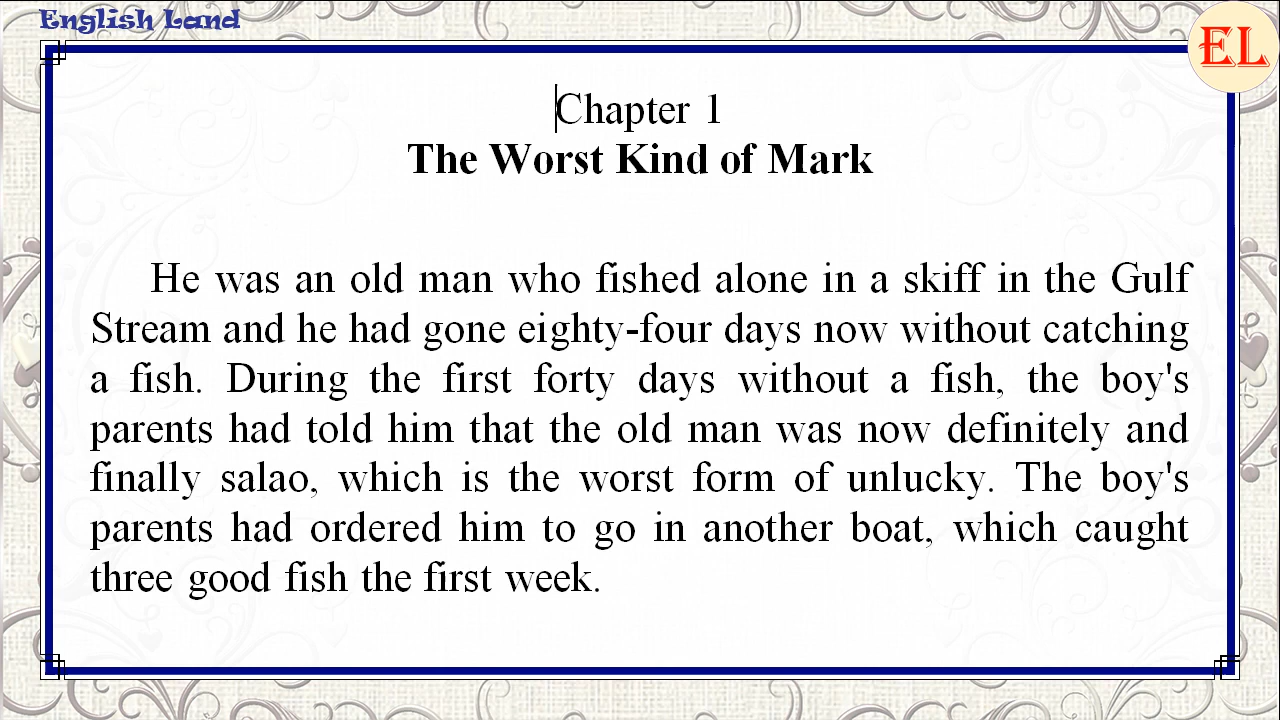 English Land
EL
Chapter 1
The Worst Kind of Mark
He was an old man who fished alone in a skiff in the Gulf
Stream and he had gone eighty-four days now without catching
a fish. During the first forty days without a fish, the boy's
parents had told him that the old man was now definitely and
finally salao, which is the worst form of unlucky. The boy's
parents had ordered him to go in another boat, which caught
three good fish the first week.